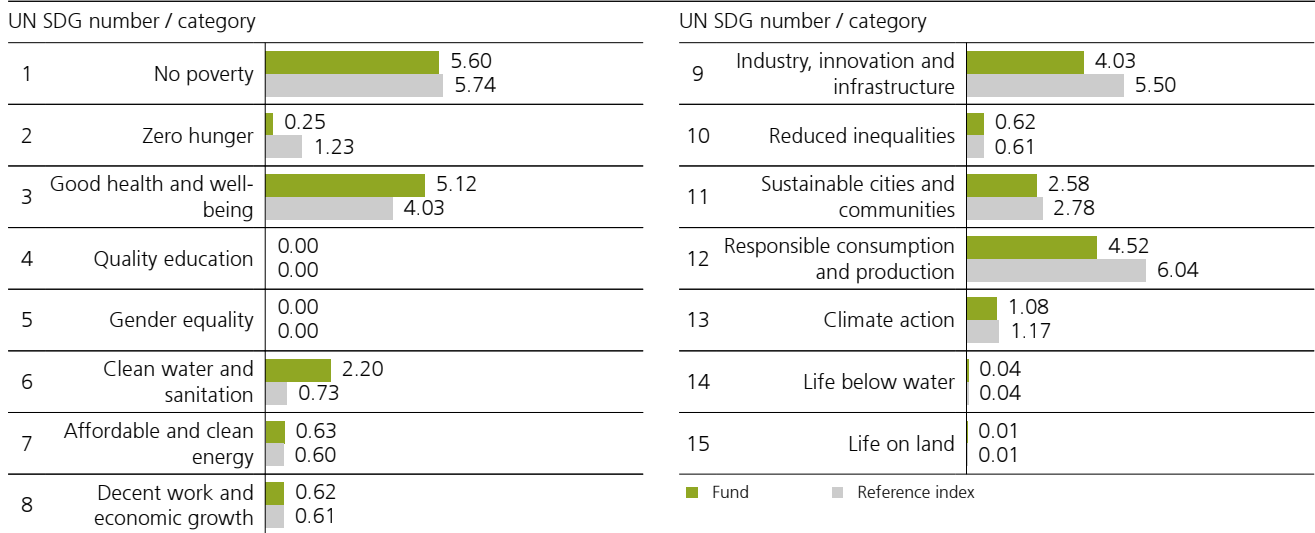 UN SDG number / category
1
No poverty
5.60
5.74
2
Zero hunger
0.25
1.23
3
Good health and well-
being
5.12
4.03
4
Quality education
0.00
0.00
5
Gender equality
0.00
0.00
6
Clean water and
sanitation
2.20
0.73
7
Affordable and clean
energy
0.63
0.60
8
Decent work and
economic growth
0.62
0.61
UN SDG number / category
9
Industry, innovation and
infrastructure
4.03
5.50
10
Reduced inequalities
0.62
0.61
11
Sustainable cities and
communities
2.58
2.78
12
Responsible consumption
and production
4.52
6.04
13
Climate action
1.08
1.17
14
Life below water
0.04
0.04
15
Life on land
0.01
0.01
Fund
Reference index